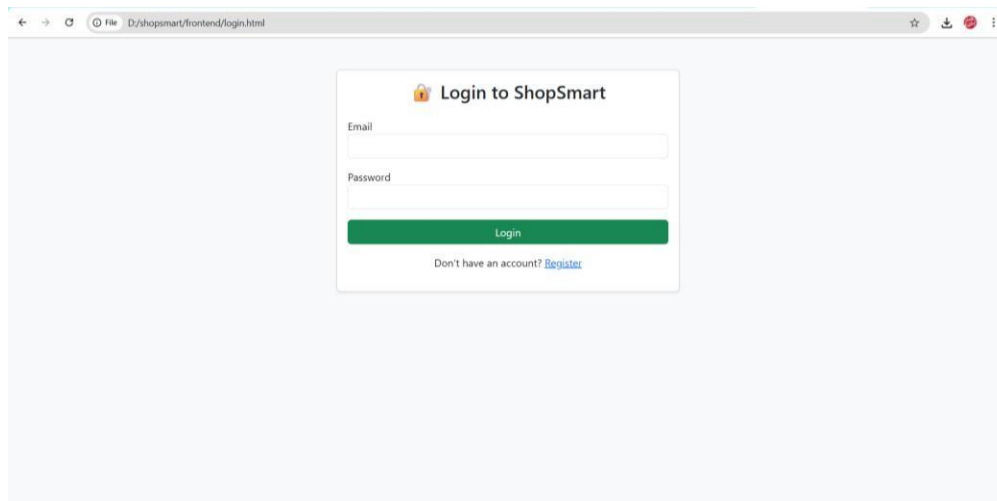 File D:/shopsmart/frontend/login.html
🔐 Login to ShopSmart
Email
Password
Login
Don't have an account? Register